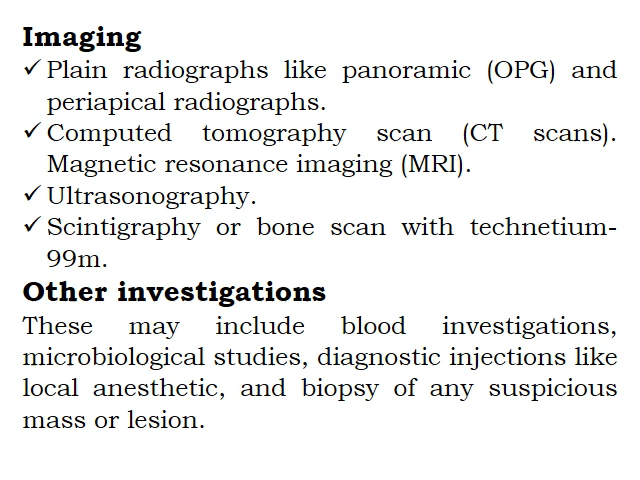 Imaging
✓ Plain radiographs like panoramic (OPG) and
periapical radiographs.
✓ Computed tomography scan (CT scans).
Magnetic resonance imaging (MRI).
✓ Ultrasonography.
✓ Scintigraphy or bone scan with technetium-
99m.
Other investigations
These may include blood investigations,
microbiological studies, diagnostic injections like
local anesthetic, and biopsy of any suspicious
mass or lesion.